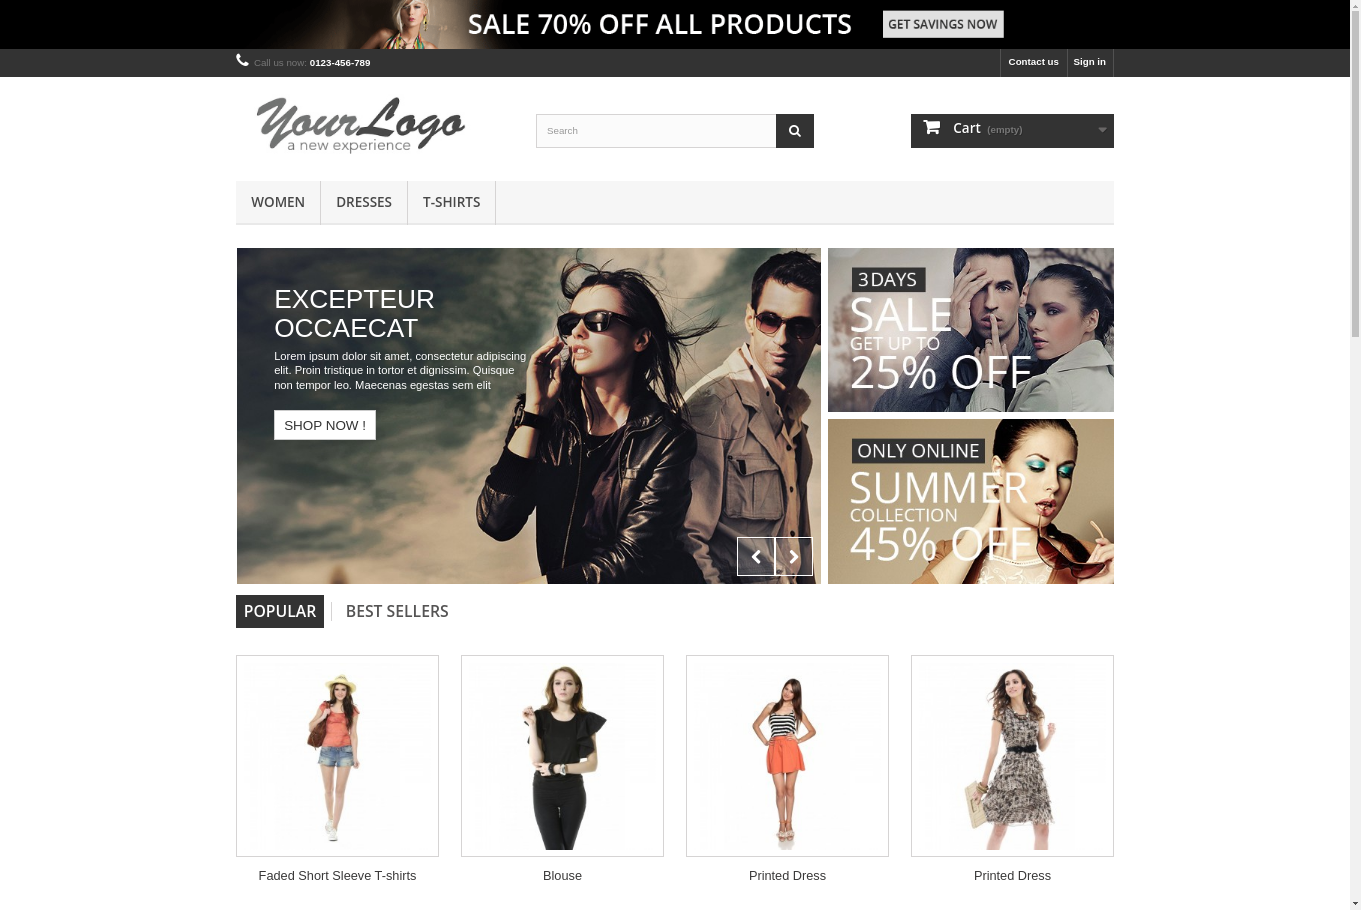 SALE 70% OFF ALL PRODUCTS
GET SAVINGS NOW
Call us now: 0123-456-789
Contact us
Sign in
YourLogo
a new experience
Search
Cart (empty)
WOMEN
DRESSES
T-SHIRTS
EXCEPTEUR
OCCAECAT
Lorem ipsum dolor sit amet, consectetur adipiscing
elit. Proin tristique in tortor et dignissim. Quisque
non tempor leo. Maecenas egestas sem elit
SHOP NOW !
3 DAYS
SALE
GET UP TO
25% OFF
ONLY ONLINE
SUMMER
COLLECTION
45% OFF
POPULAR
BEST SELLERS
Faded Short Sleeve T-shirts
Blouse
Printed Dress
Printed Dress